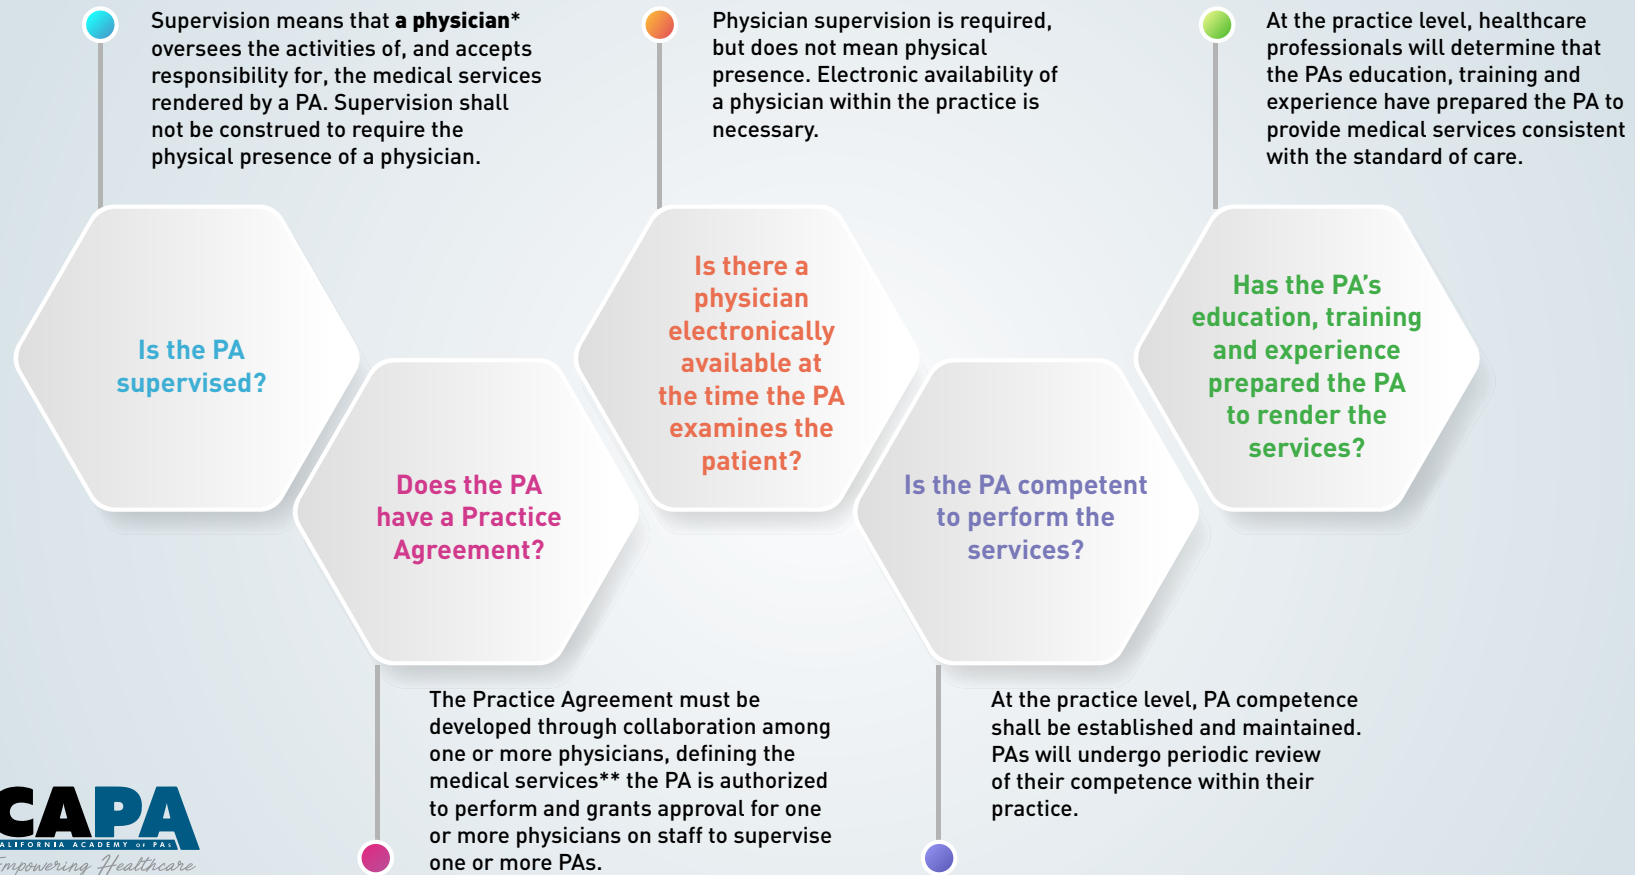 Supervision means that a physician*
oversees the activities of, and accepts
responsibility for, the medical services
rendered by a PA. Supervision shall
not be construed to require the
physical presence of a physician.
Physician supervision is required,
but does not mean physical
presence. Electronic availability of
a physician within the practice is
necessary.
At the practice level, healthcare
professionals will determine that
the PAs education, training and
experience have prepared the PA to
provide medical services consistent
with the standard of care.
Is the PA
supervised?
Does the PA
have a Practice
Agreement?
Is there a
physician
electronically
available at
the time the PA
examines the
patient?
Is the PA competent
to perform the
services?
Has the PA’s
education, training
and experience
prepared the PA
to render the
services?
The Practice Agreement must be
developed through collaboration among
one or more physicians, defining the
medical services** the PA is authorized
to perform and grants approval for one
or more physicians on staff to supervise
one or more PAs.
At the practice level, PA competence
shall be established and maintained.
PAs will undergo periodic review
of their competence within their
practice.
CAPA
ALIFORNIA ACADEMY OF PAs
Empowering Healthcare